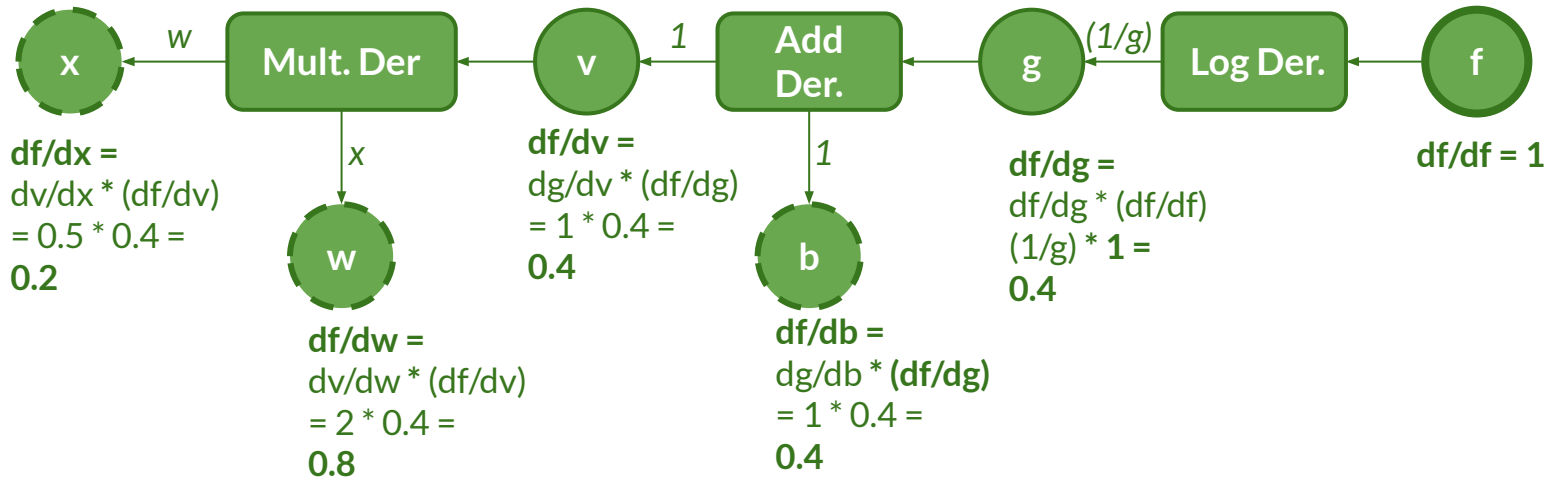 x
w
Mult. Der
v
1
Add
Der.
g
(1/g)
Log Der.
f
df/dx =
dv/dx * (df/dv)
= 0.5 * 0.4 =
0.2
x
w
df/dw =
dv/dw * (df/dv)
= 2 * 0.4 =
0.8
df/dv =
dg/dv * (df/dg)
= 1 * 0.4 =
0.4
1
b
df/db =
dg/db * (df/dg)
= 1 * 0.4 =
0.4
df/dg =
df/dg * (df/df)
(1/g) * 1 =
0.4
df/df = 1